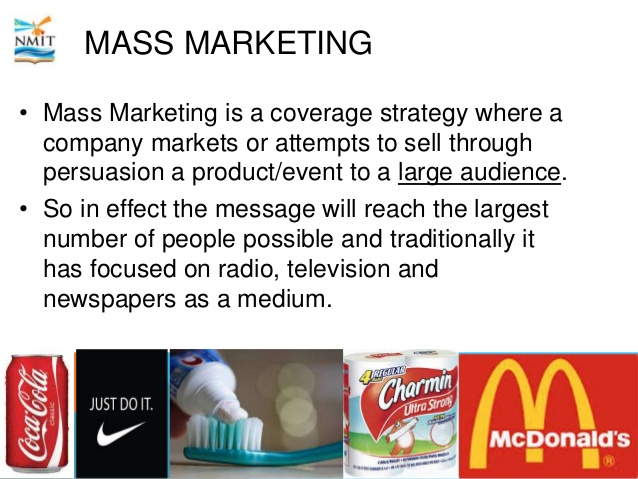 NMIT
MASS MARKETING
• Mass Marketing is a coverage strategy where a
company markets or attempts to sell through
persuasion a product/event to a large audience.
• So in effect the message will reach the largest
number of people possible and traditionally it
has focused on radio, television and
newspapers as a medium.
Coca-Cola
classic
JUST DO IT.
4 REGULAR
Charmin
Ultra Strong
McDonald's
®